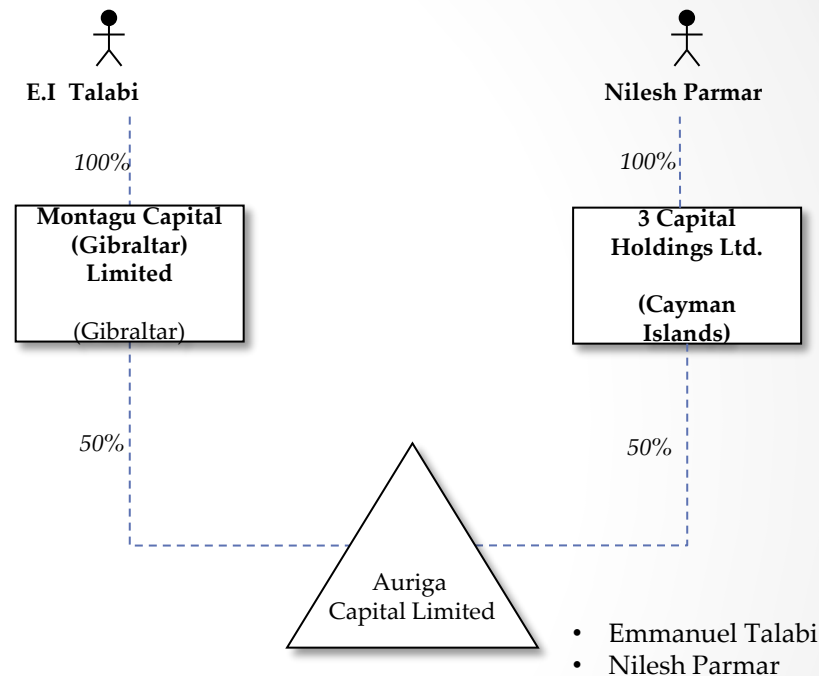 E.I Talabi
Nilesh Parmar
100%
100%
Montagu Capital
(Gibraltar)
Limited
(Gibraltar)
3 Capital
Holdings Ltd.
(Cayman
Islands)
50%
50%
Auriga
Capital Limited
• Emmanuel Talabi
• Nilesh Parmar